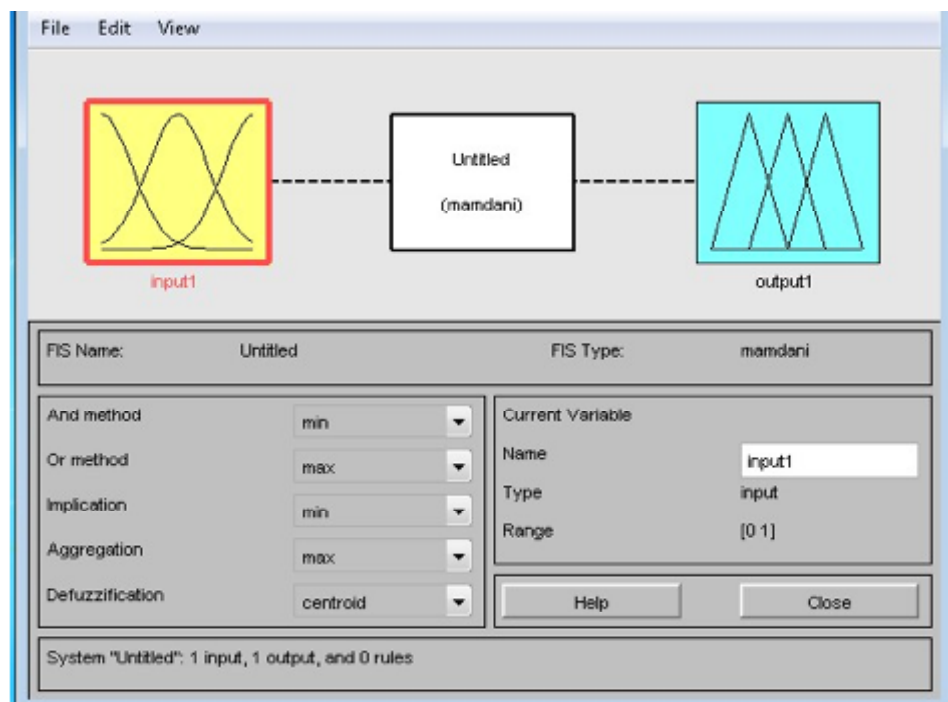 File Edit View
Untitled
(mamdani)
input1
output1
FIS Name: Untitled FIS Type: mamdani
And method min
Or method max
Implication min
Aggregation max
Defuzzification centroid
Current Variable
Name input1
Type input
Range [0 1]
Help Close
System "Untitled": 1 input, 1 output, and 0 rules